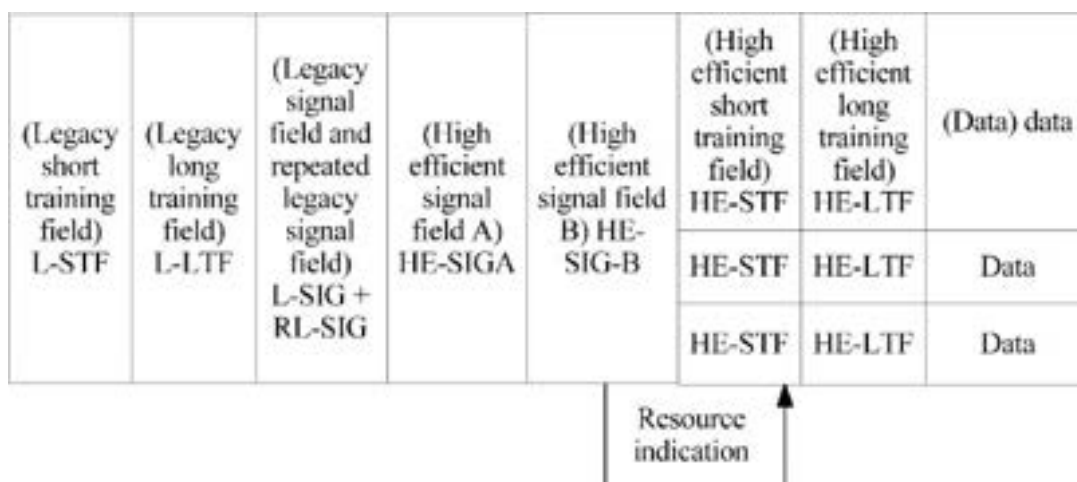 (Legacy
short
training
field)
L-STF
(Legacy
long
training
field)
L-LTF
(Legacy
signal
field and
repeated
legacy
signal
field)
L-SIG +
RL-SIG
(High
efficient
signal
field A)
HE-SIGA
(High
efficient
signal field
B) HE-
SIG-B
(High
efficient
short
training
field)
HE-STF
(High
efficient
long
training
field)
HE-LTF
(Data) data
HE-STF
HE-LTF
Data
HE-STF
HE-LTF
Data
Resource
indication